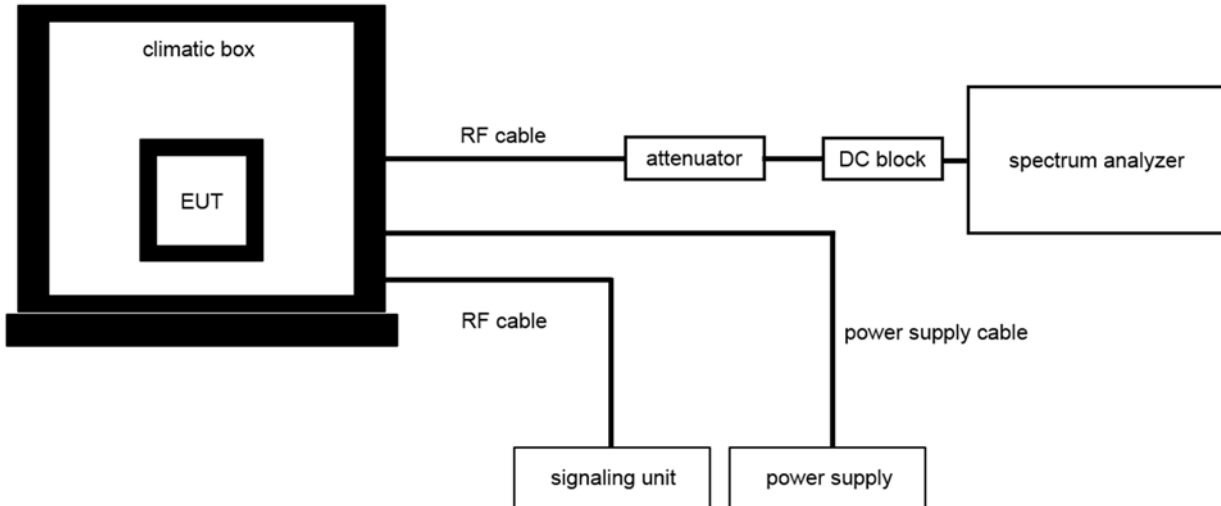 climatic box
EUT
RF cable
attenuator
DC block
spectrum analyzer
RF cable
power supply cable
signaling unit
power supply